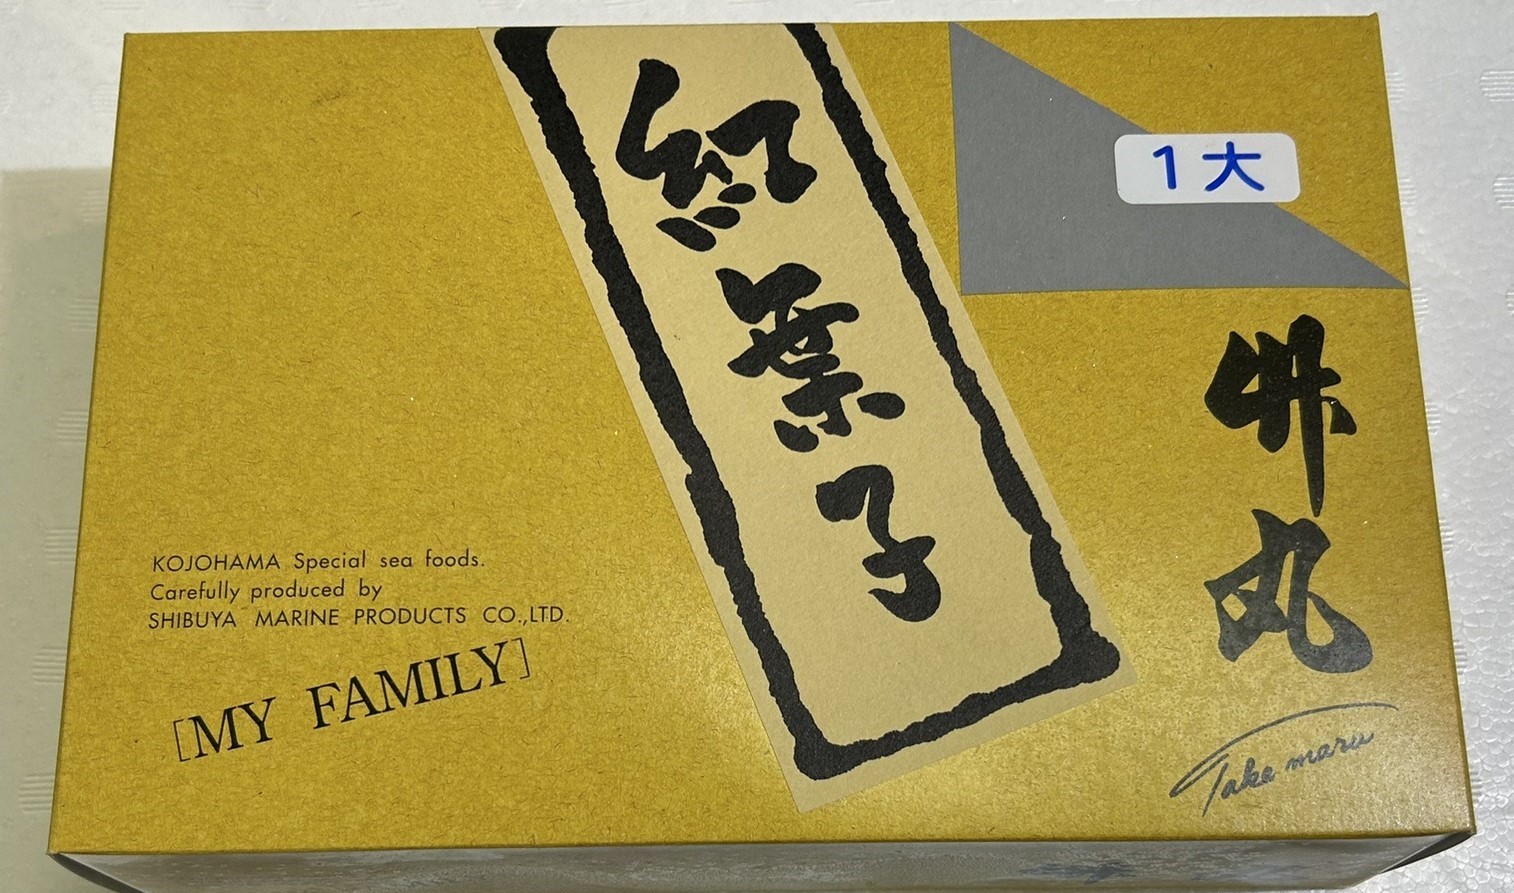 紅葉子
1大
竹丸
Take maru
KOJOHAMA Special sea foods.
Carefully produced by
SHIBUYA MARINE PRODUCTS CO.,LTD.
[MY FAMILY]